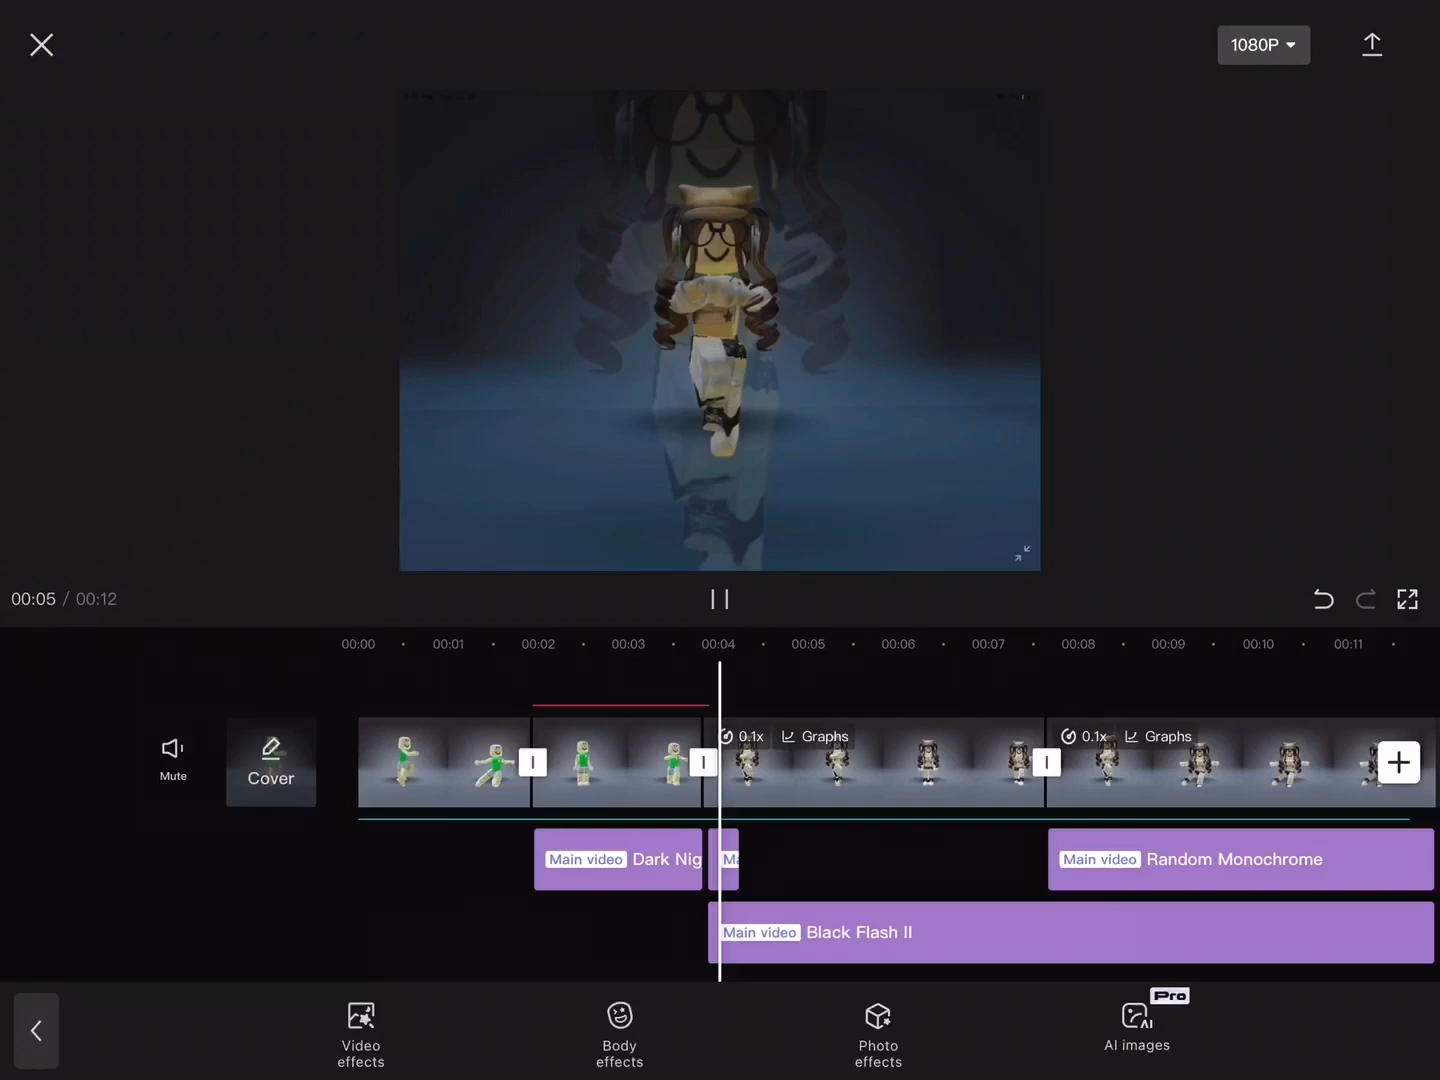 1080P
00:05 / 00:12
00:00 00:01 00:02 00:03 00:04 00:05 00:06 00:07 00:08 00:09 00:10 00:11
Mute
Cover
0.1x Graphs
0.1x Graphs
Main video Dark Nig
Ma
Main video Random Monochrome
Main video Black Flash II
Video
effects
Body
effects
Photo
effects
Pro
AI
AI images